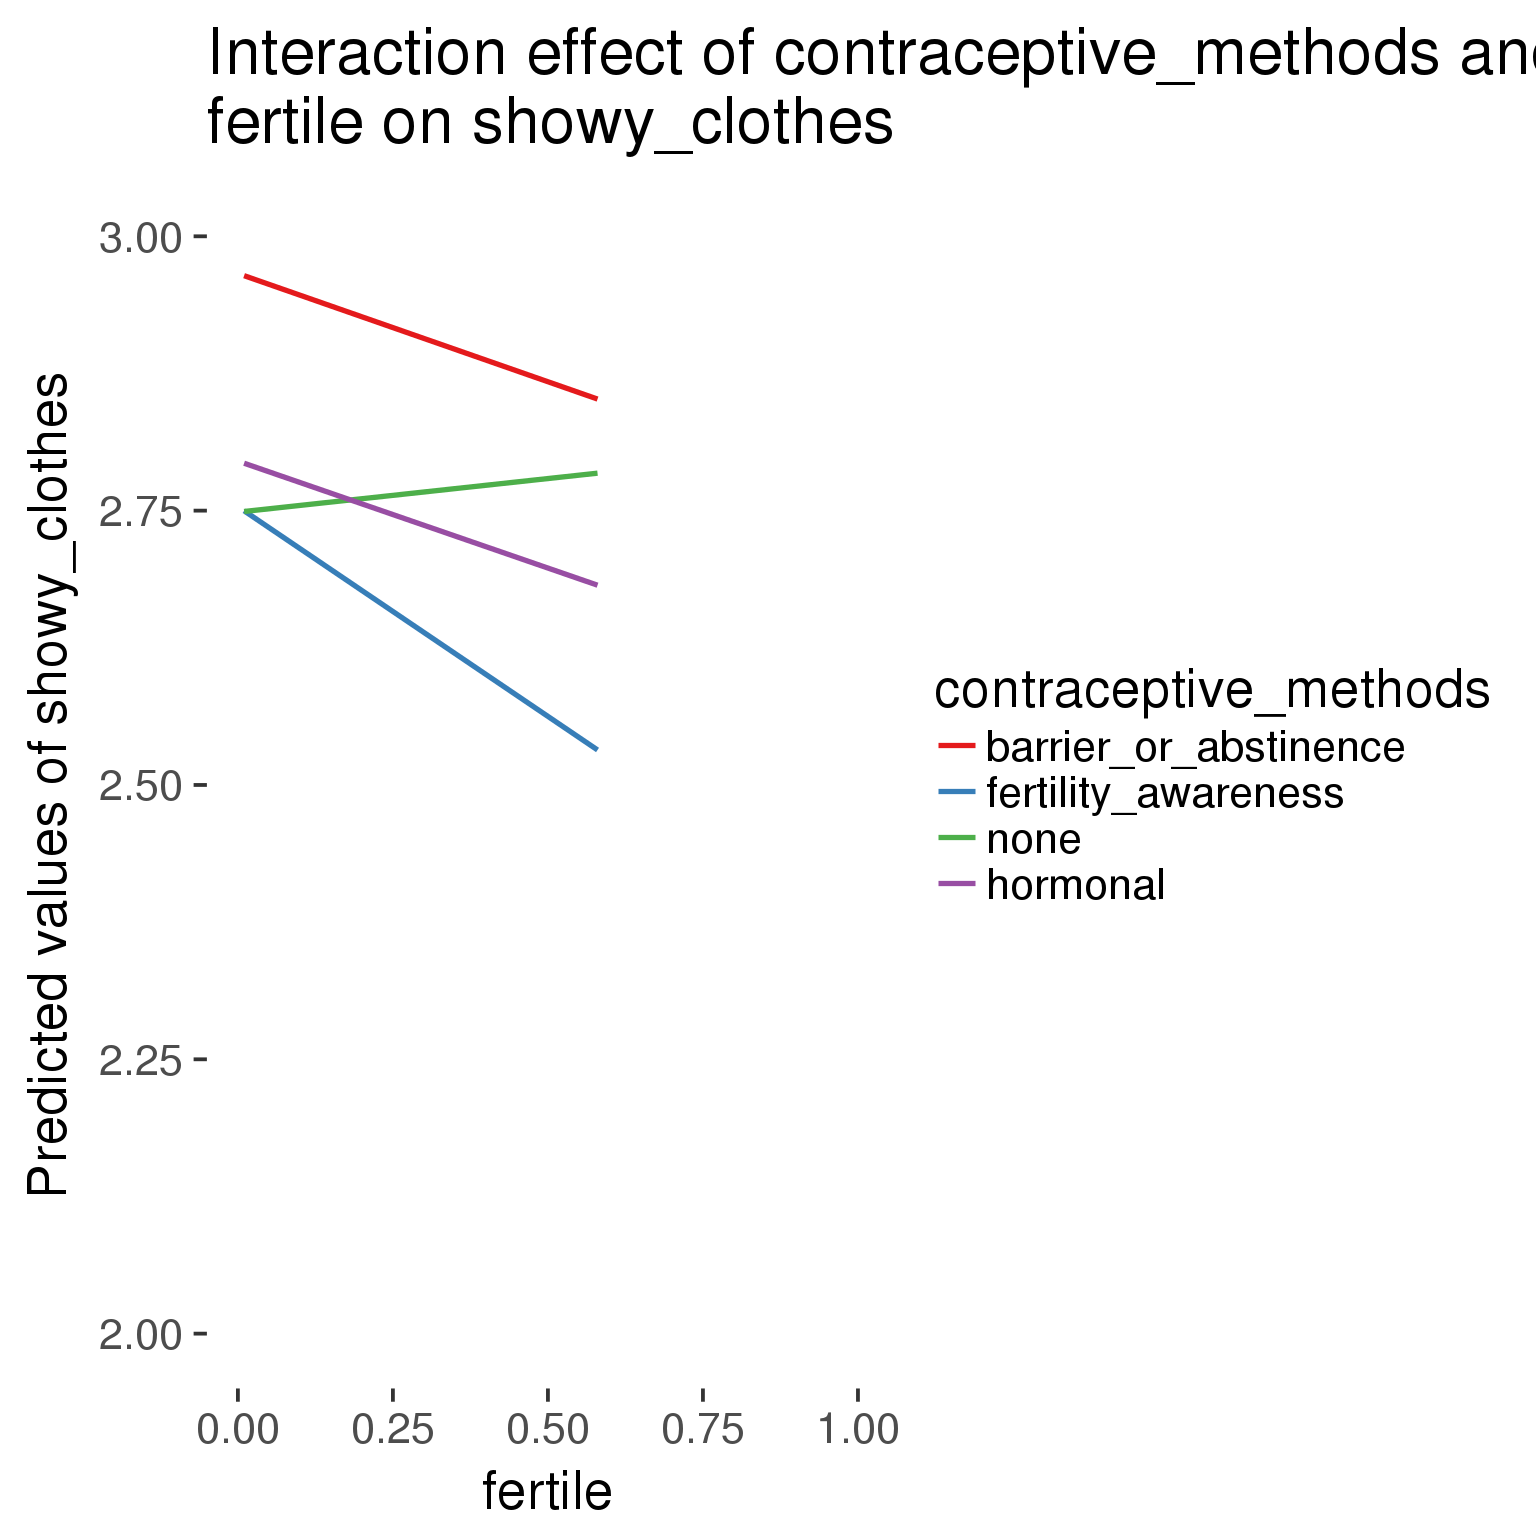 Interaction effect of contraceptive_methods an
fertile on showy_clothes
Predicted values of showy_clothes
3.00
2.75
2.50
2.25
2.00
0.00 0.25 0.50 0.75 1.00
fertile
contraceptive_methods
barrier_or_abstinence
fertility_awareness
none
hormonal